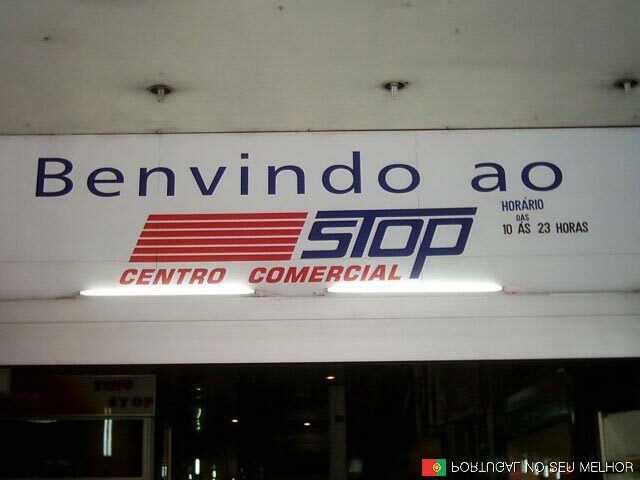 Benvindo ao
STOP
CENTRO COMERCIAL
HORÁRIO
DAS
10 ÁS 23 HORAS
FOTO
STOP
PORTUGAL NO SEU MELHOR